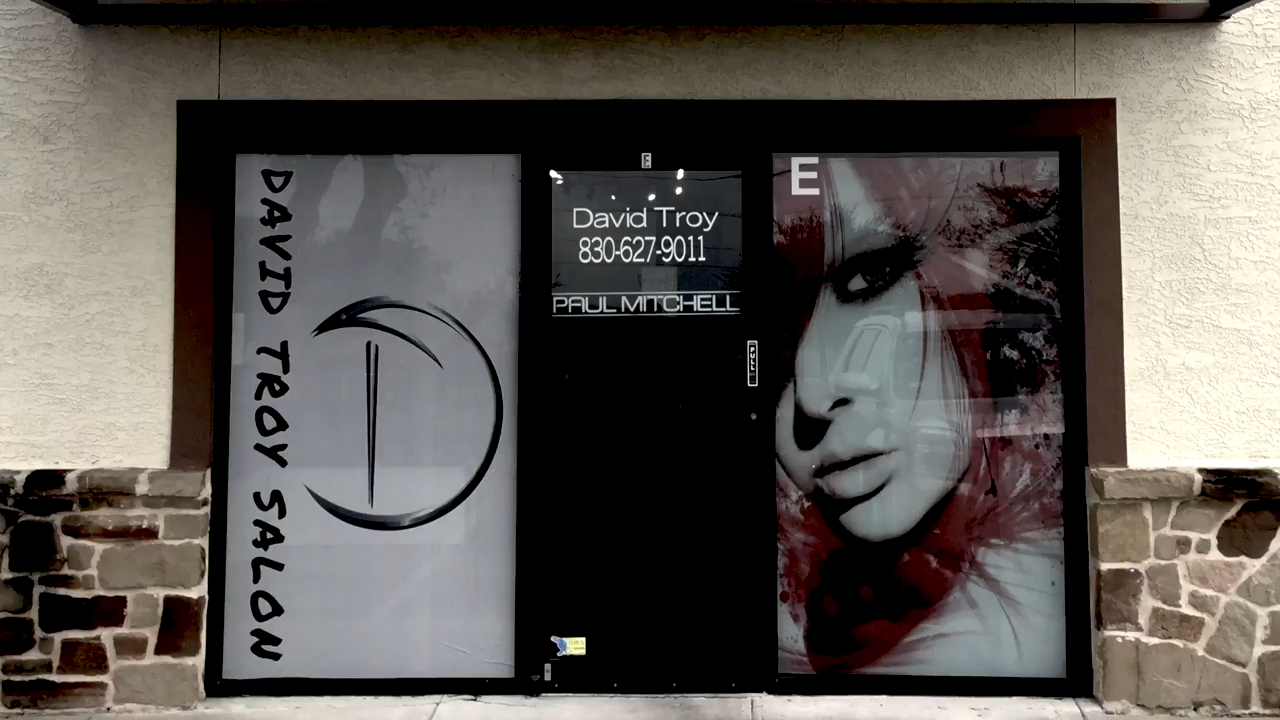 DAVID TROY SALON
E
David Troy
830-627-9011
PAUL MITCHELL
PULL
E